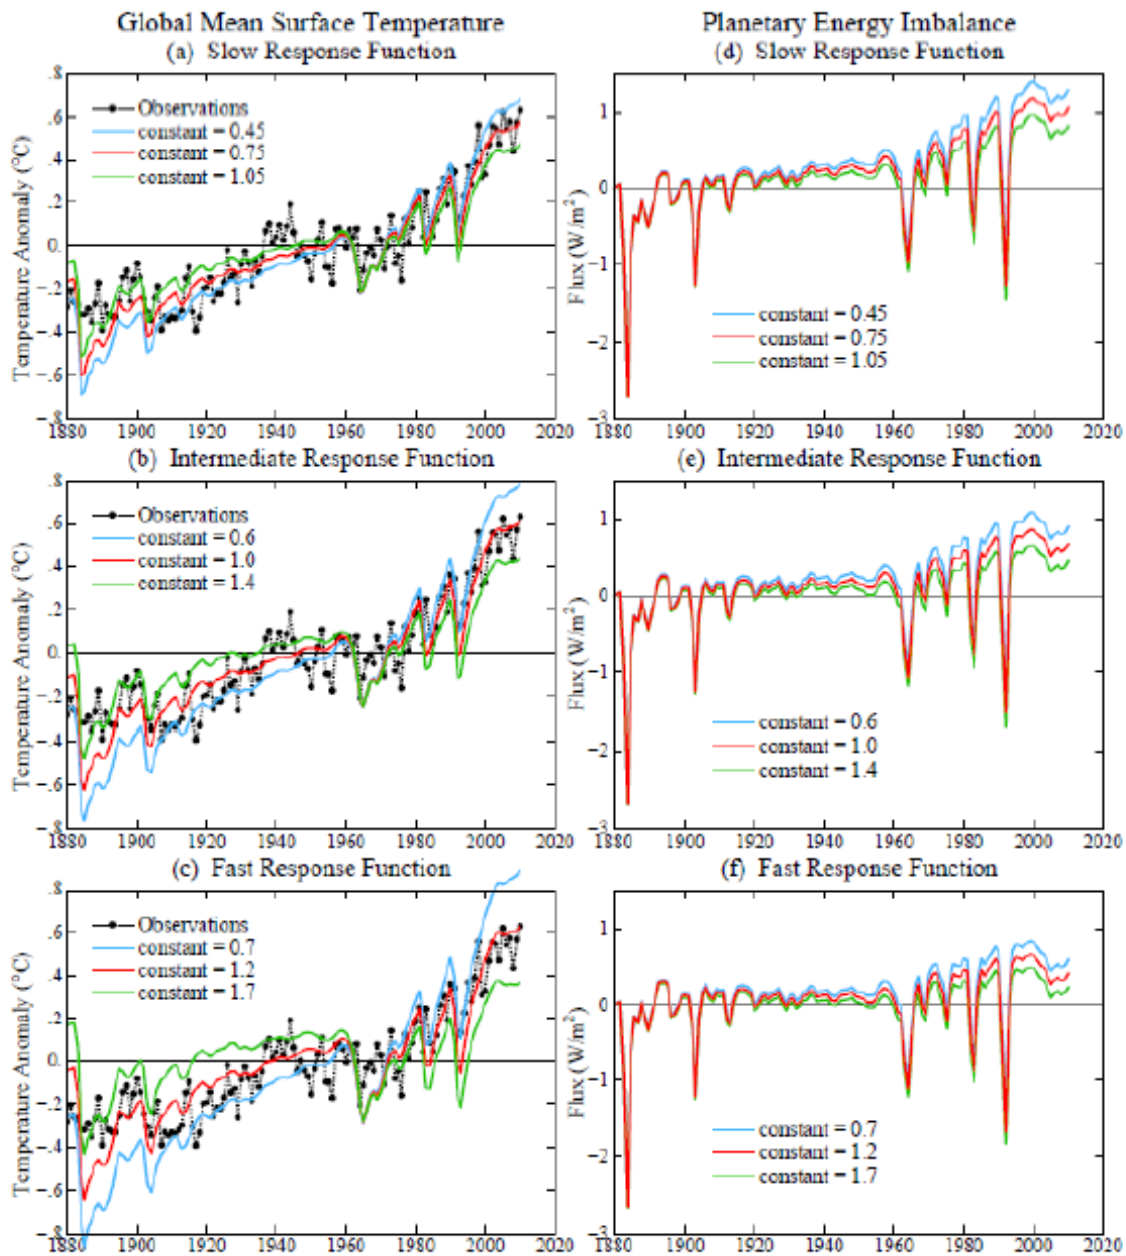 Global Mean Surface Temperature
(a) Slow Response Function
.8
.6
.4
.2
0.
-.2
-.4
-.6
-.8
Temperature Anomaly (°C)
Observations
constant = 0.45
constant = 0.75
constant = 1.05
1880 1900 1920 1940 1960 1980 2000 2020
(b) Intermediate Response Function
.8
.6
.4
.2
0.
-.2
-.4
-.6
-.8
Temperature Anomaly (°C)
Observations
constant = 0.6
constant = 1.0
constant = 1.4
1880 1900 1920 1940 1960 1980 2000 2020
(c) Fast Response Function
.8
.6
.4
.2
0.
-.2
-.4
-.6
-.8
Temperature Anomaly (°C)
Observations
constant = 0.7
constant = 1.2
constant = 1.7
1880 1900 1920 1940 1960 1980 2000 2020
Planetary Energy Imbalance
(d) Slow Response Function
1
0
-1
-2
-3
Flux (W/m²)
constant = 0.45
constant = 0.75
constant = 1.05
1880 1900 1920 1940 1960 1980 2000 2020
(e) Intermediate Response Function
1
0
-1
-2
-3
Flux (W/m²)
constant = 0.6
constant = 1.0
constant = 1.4
1880 1900 1920 1940 1960 1980 2000 2020
(f) Fast Response Function
1
0
-1
-2
-3
Flux (W/m²)
constant = 0.7
constant = 1.2
constant = 1.7
1880 1900 1920 1940 1960 1980 2000 2020